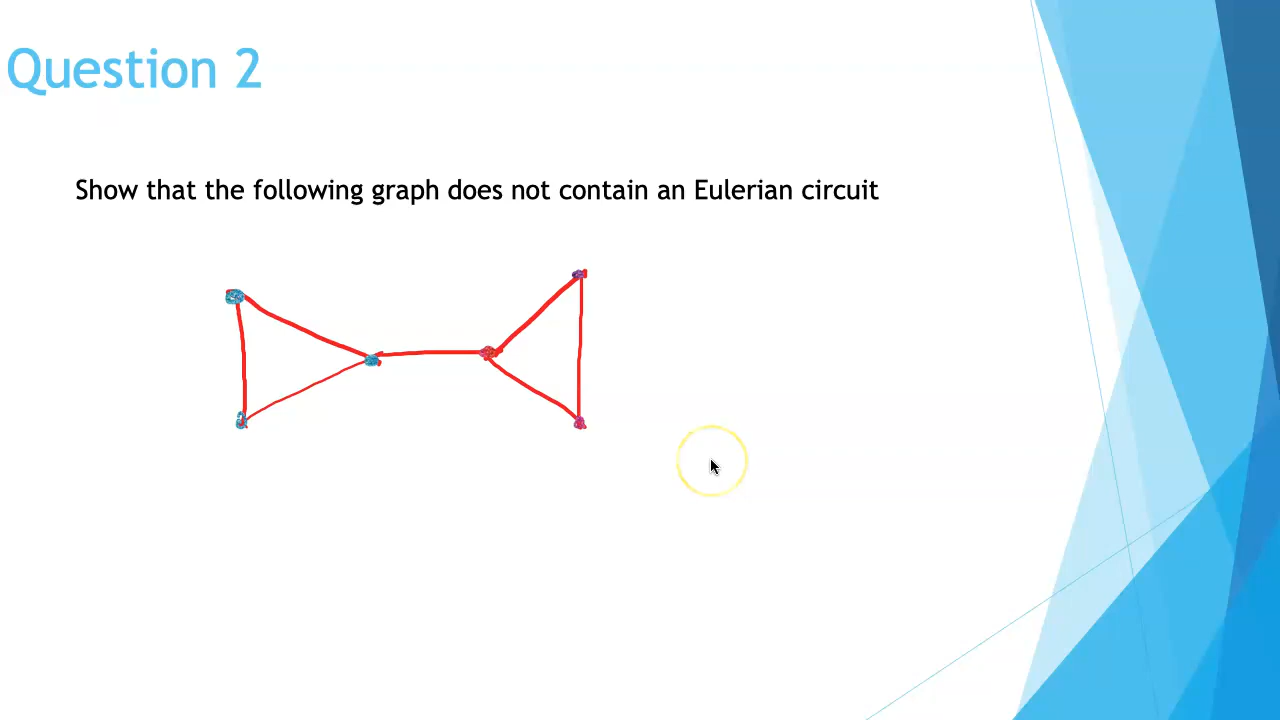 Question 2
Show that the following graph does not contain an Eulerian circuit